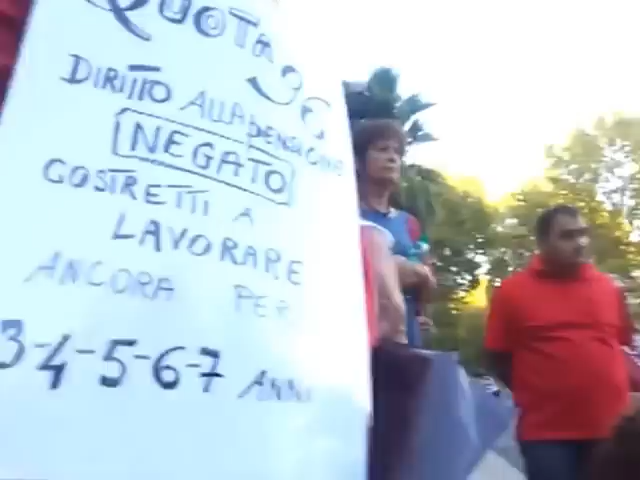 QUOTA
96
DIRITTO ALLA PENSIONE
NEGATO
COSTRETTI A
LAVORARE
ANCORA PER
3-4-5-6-7 ANNI